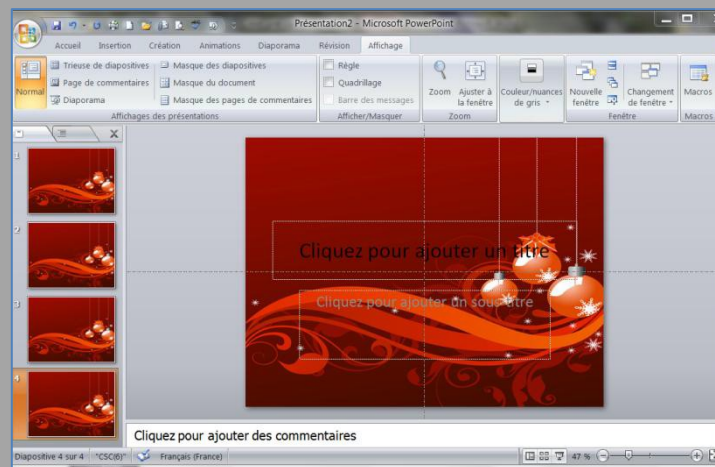 Présentation2 - Microsoft PowerPoint
Accueil Insertion Création Animations Diaporama Révision Affichage
Normal
Trieuse de diapositives
Page de commentaires
Diaporama
Masque des diapositives
Masque du document
Masque des pages de commentaires
Affichages des présentations
Règle
Quadrillage
Barre des messages
Afficher/Masquer
Zoom
Ajuster à
la fenêtre
Zoom
Couleur/nuances
de gris
Nouvelle
fenêtre
Changement
de fenêtre
Fenêtre
Macros
Macros
1
2
3
4
Cliquez pour ajouter un titre
Cliquez pour ajouter un sous-titre
Cliquez pour ajouter des commentaires
Diapositive 4 sur 4 "CSC(6)" Français (France) 47 %